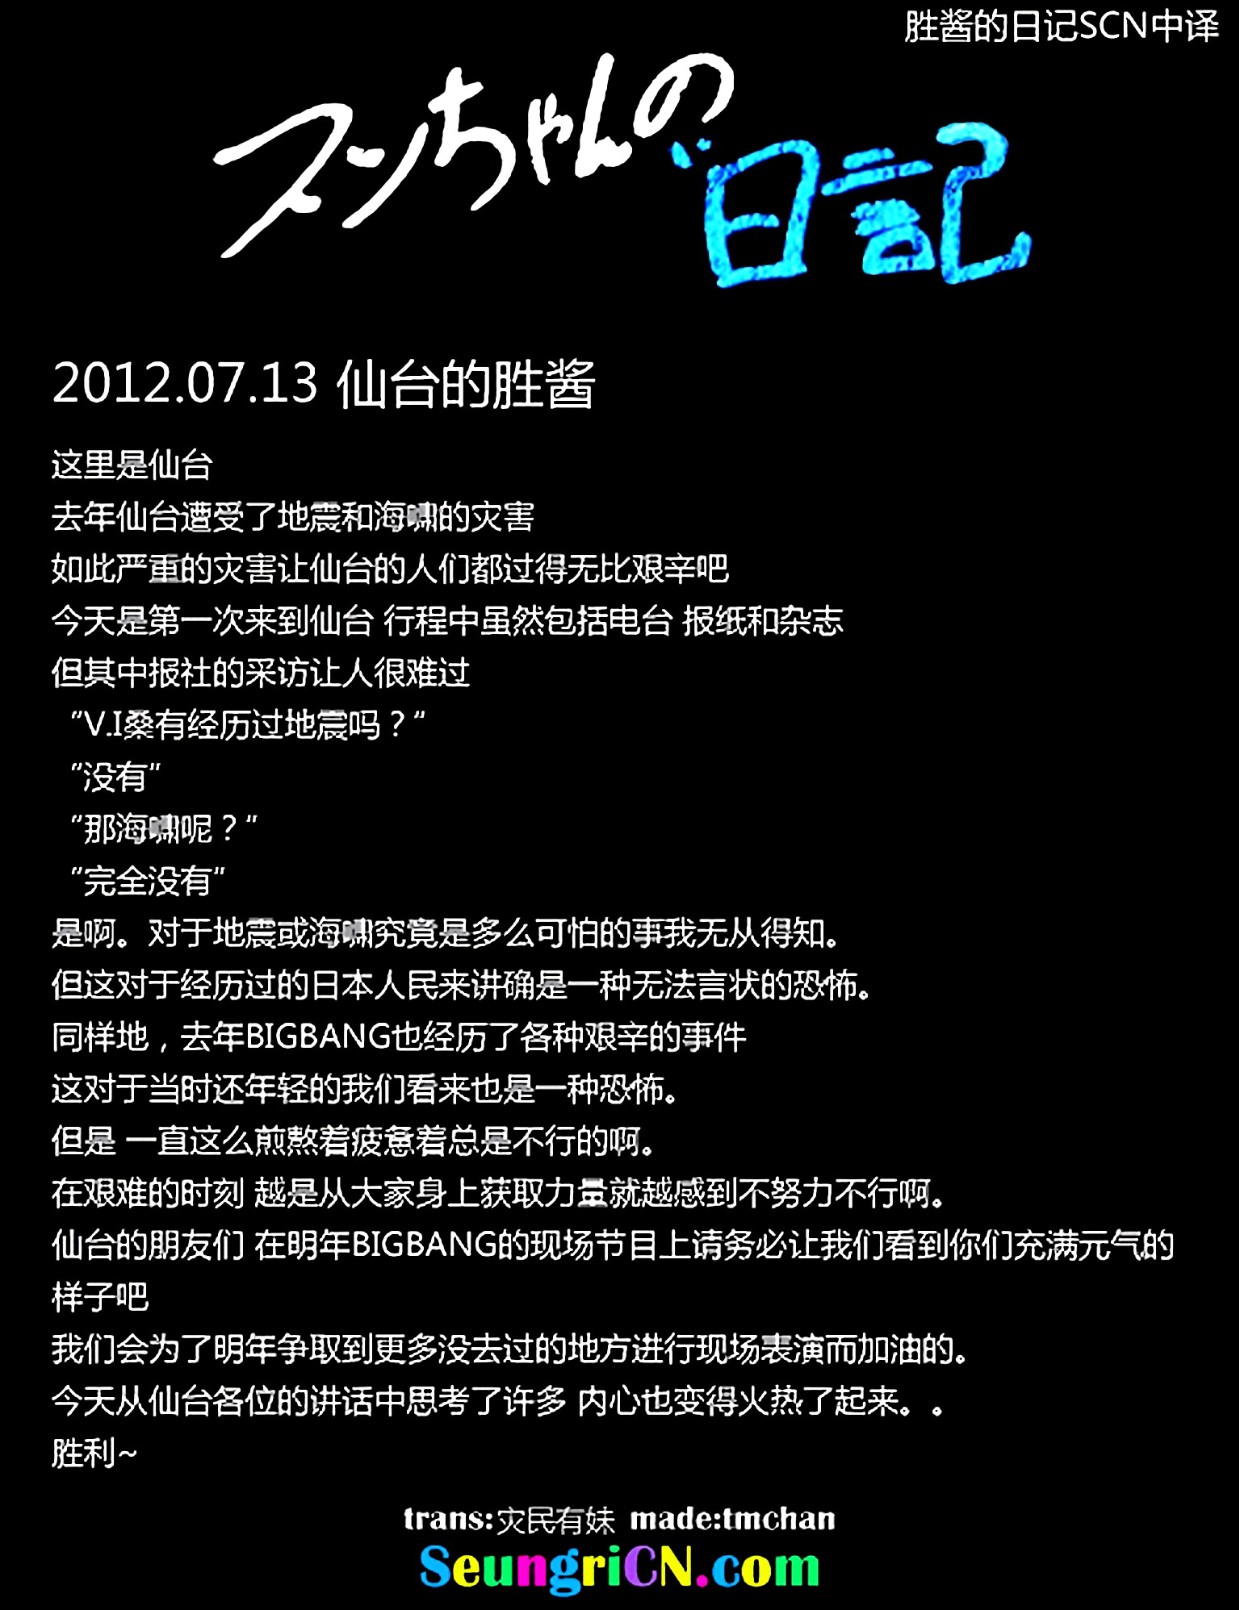 胜酱的日记SCN中译
スンちゃんの
日記
2012.07.13 仙台的胜酱
这里是仙台
去年仙台遭受了地震和海啸的灾害
如此严重的灾害让仙台的人们都过得无比艰辛吧
今天是第一次来到仙台 行程中虽然包括电台 报纸和杂志
但其中报社的采访让人很难过
“V.I桑有经历过地震吗？”
“没有”
“那海啸呢？”
“完全没有”
是啊。对于地震或海啸究竟是多么可怕的事我无从得知。
但这对于经历过的日本人民来讲确是一种无法言状的恐怖。
同样地，去年BIGBANG也经历了各种艰辛的事件
这对于当时还年轻的我们看来也是一种恐怖。
但是 一直这么煎熬着疲惫着总是不行的啊。
在艰难的时刻 越是从大家身上获取力量就越感到不努力不行啊。
仙台的朋友们 在明年BIGBANG的现场节目上请务必让我们看到你们充满元气的
样子吧
我们会为了明年争取到更多没去过的地方进行现场表演而加油的。
今天从仙台各位的讲话中思考了许多 内心也变得火热了起来。。
胜利~
trans:灾民有妹 made:tmchan
SeungriCN.com